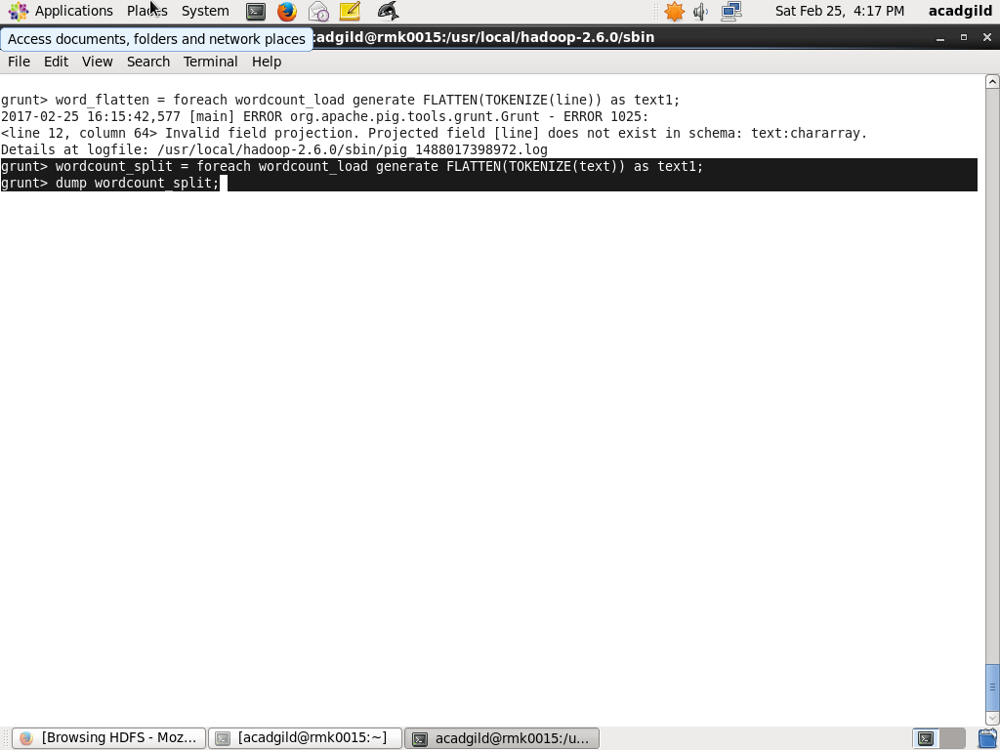 Applications Places System Sat Feb 25, 4:17 PM acadgild
Access documents, folders and network places
cadgild@rmk0015:/usr/local/hadoop-2.6.0/sbin
File Edit View Search Terminal Help
grunt> word_flatten = foreach wordcount_load generate FLATTEN(TOKENIZE(line)) as text1;
2017-02-25 16:15:42,577 [main] ERROR org.apache.pig.tools.grunt.Grunt - ERROR 1025:
<line 12, column 64> Invalid field projection. Projected field [line] does not exist in schema: text:chararray.
Details at logfile: /usr/local/hadoop-2.6.0/sbin/pig_1488017398972.log
grunt> wordcount_split = foreach wordcount_load generate FLATTEN(TOKENIZE(text)) as text1;
grunt> dump wordcount_split;
[Browsing HDFS - Moz... [acadgild@rmk0015:~] acadgild@rmk0015:/u...